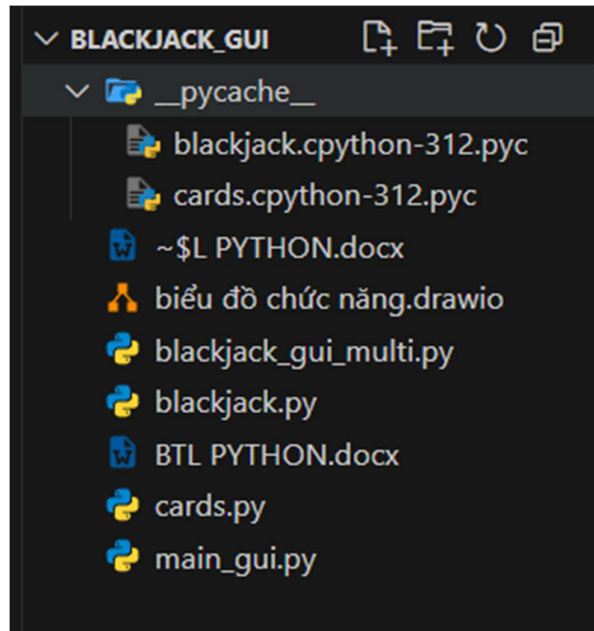 BLACKJACK_GUI
__pycache__
blackjack.cpython-312.pyc
cards.cpython-312.pyc
~$L PYTHON.docx
biểu đồ chức năng.drawio
blackjack_gui_multi.py
blackjack.py
BTL PYTHON.docx
cards.py
main_gui.py